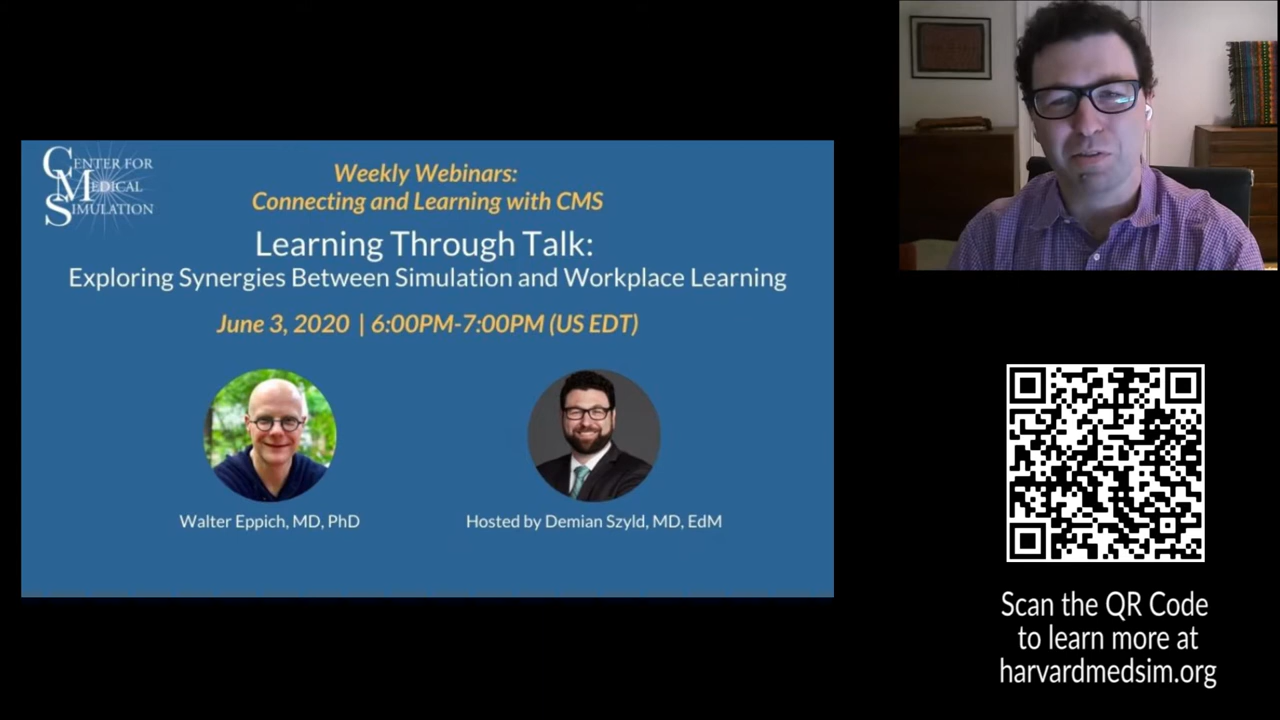 CENTER FOR
MEDICAL
SIMULATION
Weekly Webinars:
Connecting and Learning with CMS
Learning Through Talk:
Exploring Synergies Between Simulation and Workplace Learning
June 3, 2020 | 6:00PM-7:00PM (US EDT)
Walter Eppich, MD, PhD
Hosted by Demian Szyld, MD, EdM
Scan the QR Code
to learn more at
harvardmedsim.org